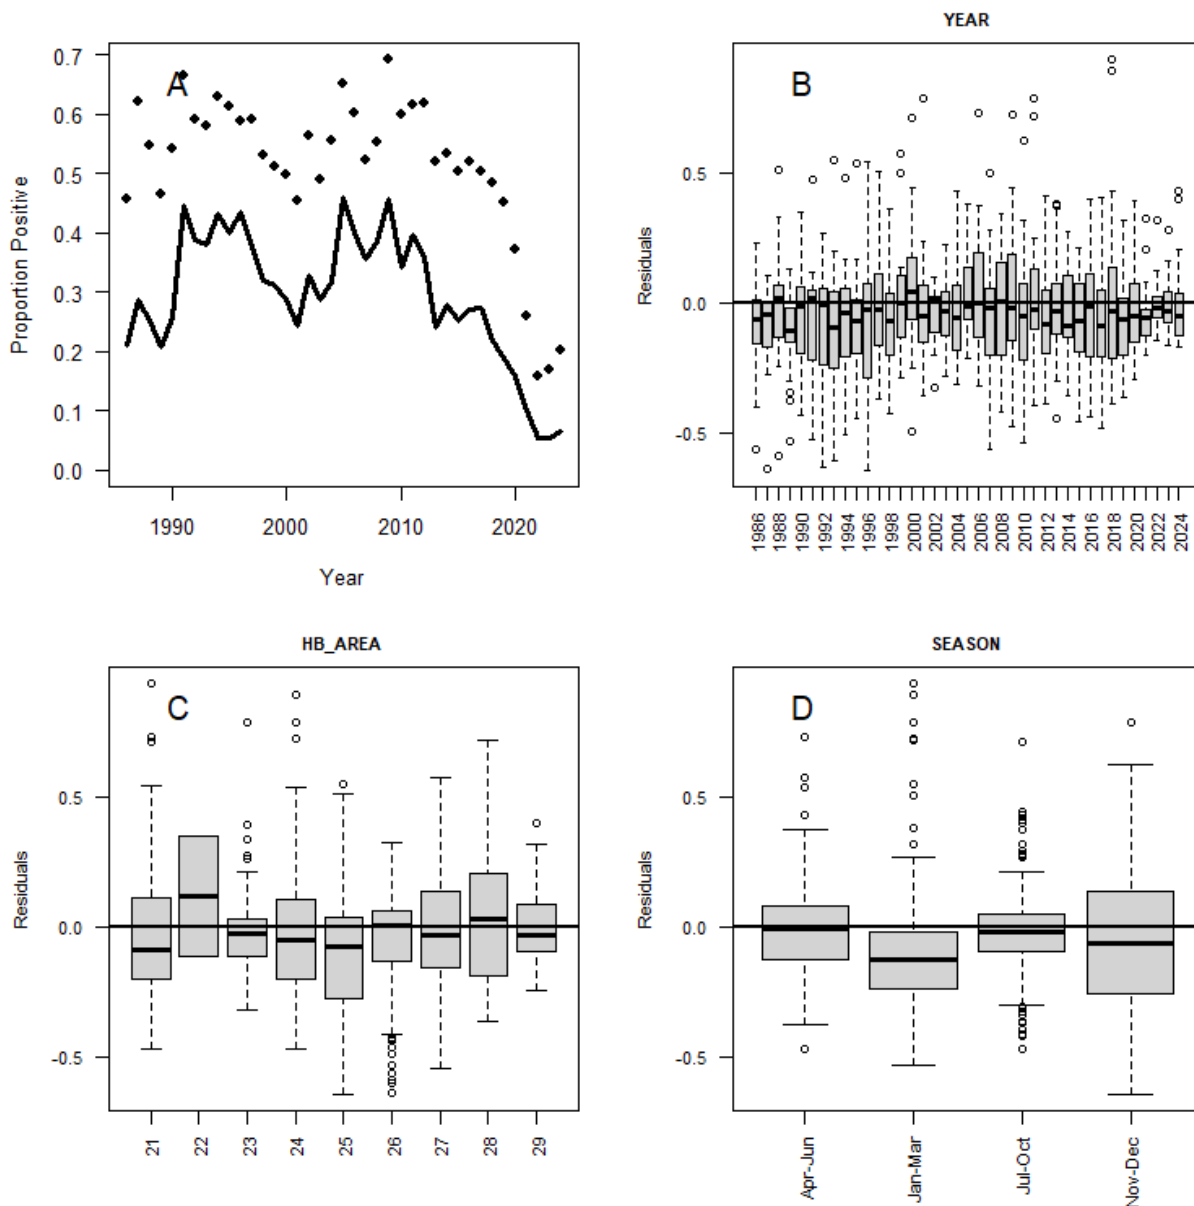 A
0.7
0.6
0.5
0.4
0.3
0.2
0.1
0.0
Proportion Positive
1990 2000 2010 2020
Year
YEAR
B
0.5
0.0
-0.5
Residuals
1986 1988 1990 1992 1994 1996 1998 2000 2002 2004 2006 2008 2010 2012 2014 2016 2018 2020 2022 2024
HB_AREA
C
0.5
0.0
-0.5
Residuals
21 22 23 24 25 26 27 28 29
SEASON
D
0.5
0.0
-0.5
Residuals
Apr-Jun Jan-Mar Jul-Oct Nov-Dec